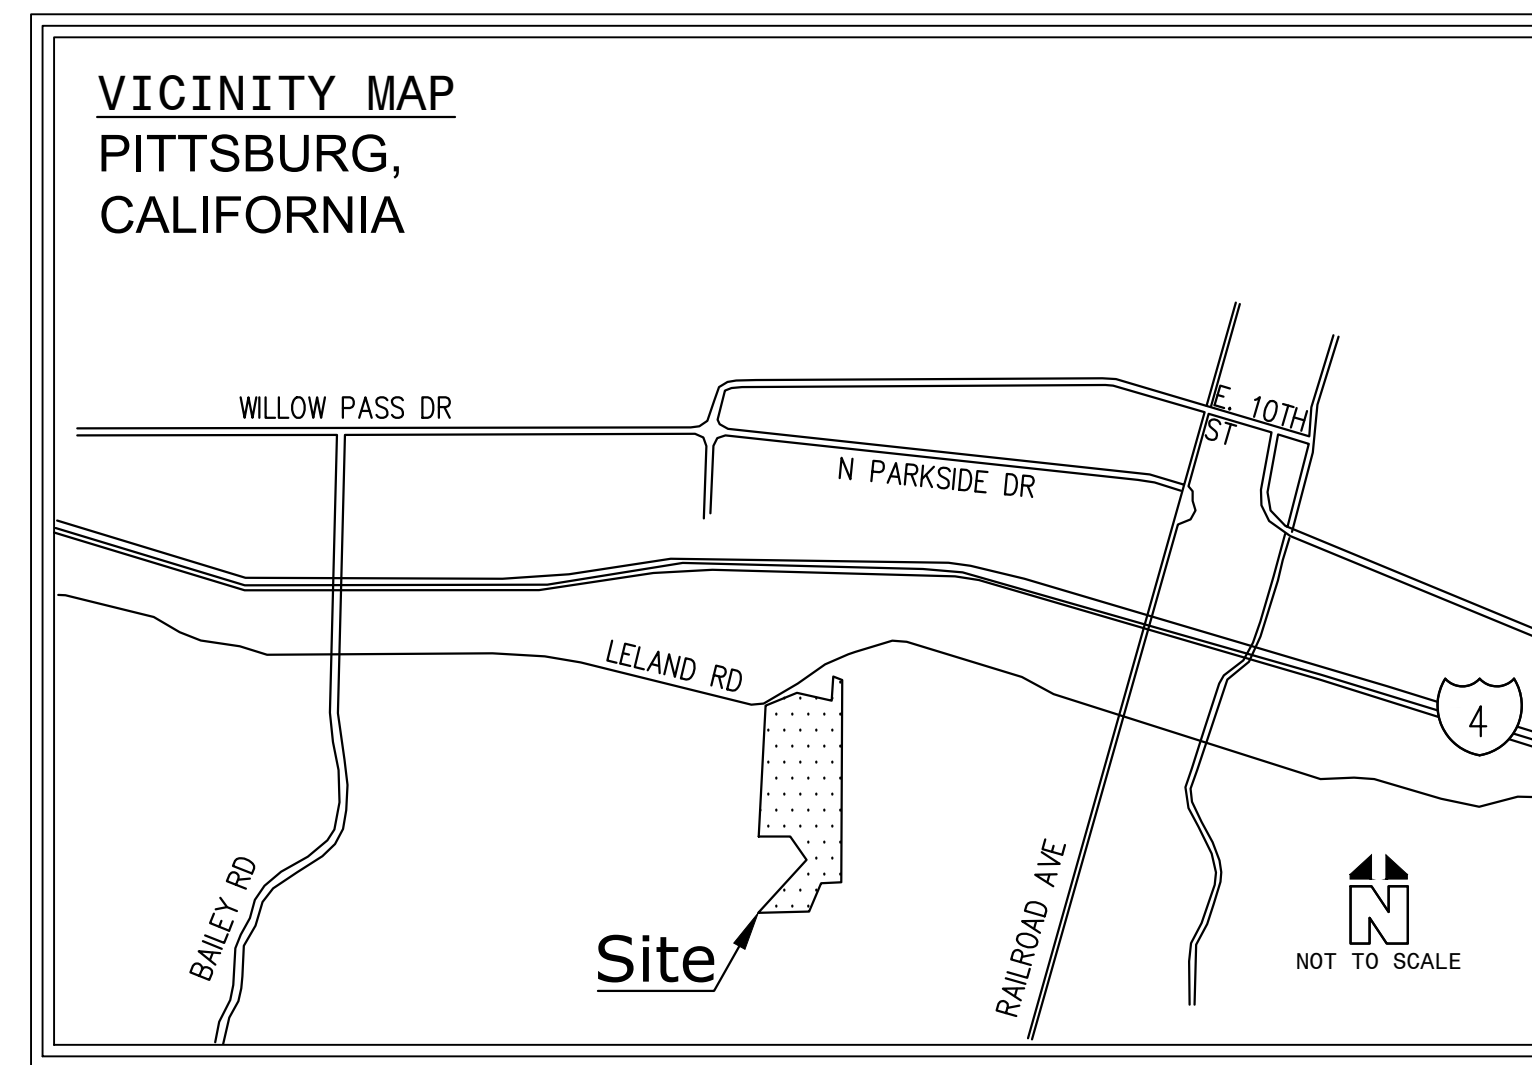 VICINITY MAP
PITTSBURG,
CALIFORNIA
WILLOW PASS DR
E. 10TH
ST
N PARKSIDE DR
LELAND RD
4
BAILEY RD
RAILROAD AVE
Site
N
NOT TO SCALE